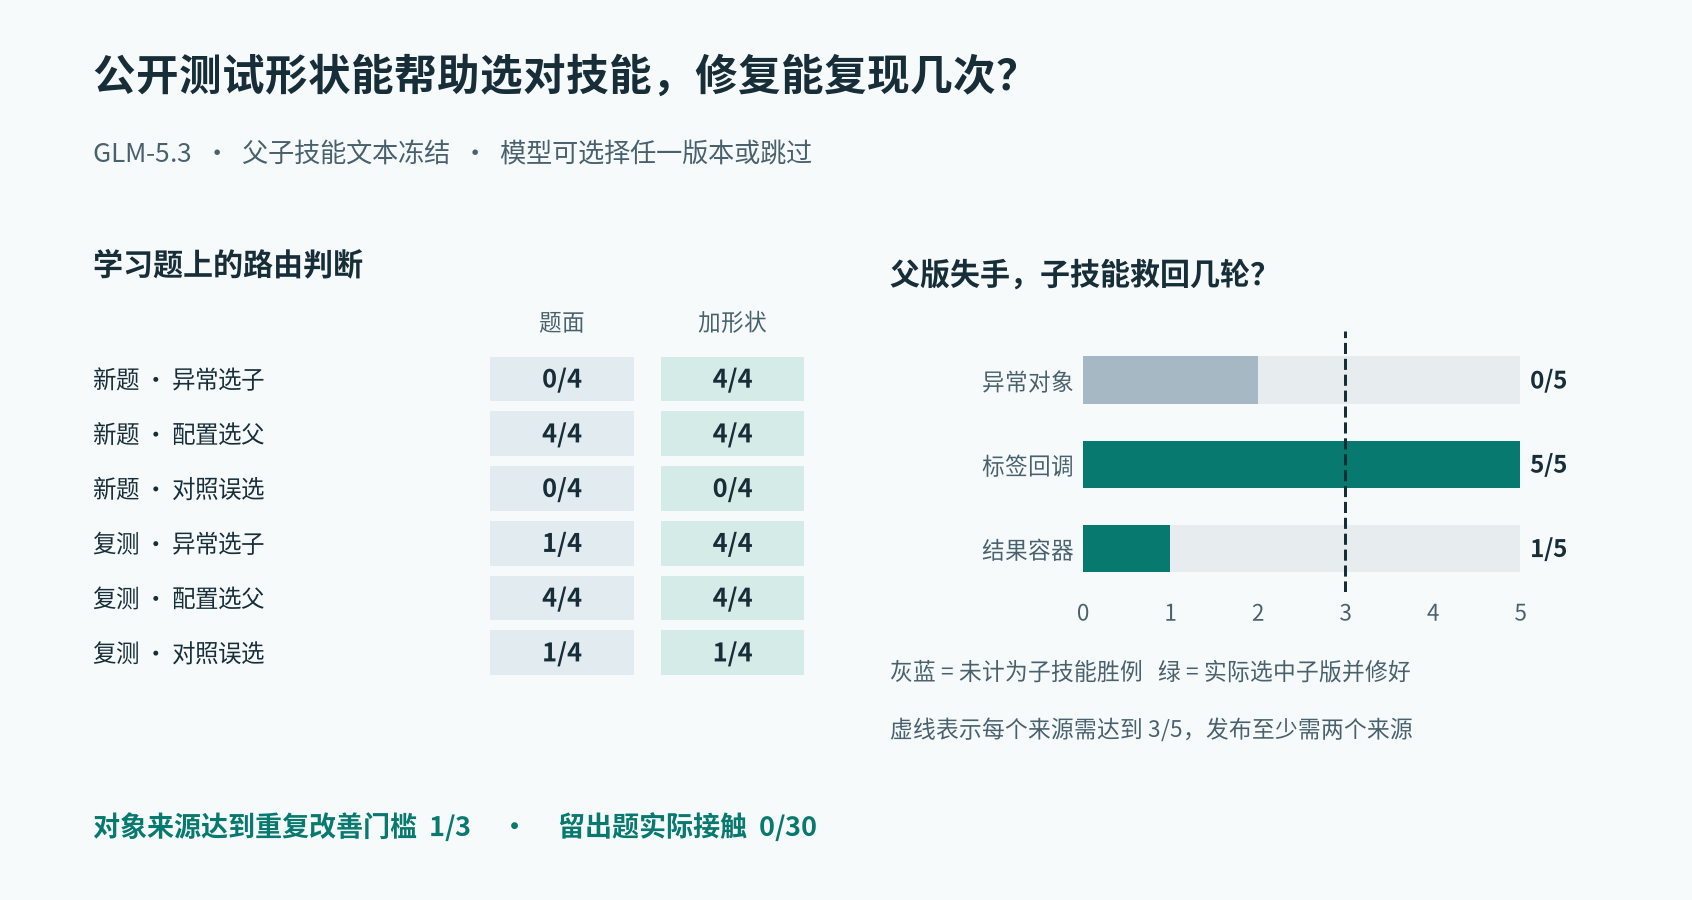 公开测试形状能帮助选对技能，修复能复现几次？
GLM-5.3 · 父子技能文本冻结 · 模型可选择任一版本或跳过
学习题上的路由判断
题面 加形状
新题 · 异常选子 0/4 4/4
新题 · 配置选父 4/4 4/4
新题 · 对照误选 0/4 0/4
复测 · 异常选子 1/4 4/4
复测 · 配置选父 4/4 4/4
复测 · 对照误选 1/4 1/4
父版失手，子技能救回几轮？
异常对象 0/5
标签回调 5/5
结果容器 1/5
0 1 2 3 4 5
灰蓝 = 未计为子技能胜例 绿 = 实际选中子版并修好
虚线表示每个来源需达到 3/5，发布至少需两个来源
对象来源达到重复改善门槛 1/3 · 留出题实际接触 0/30